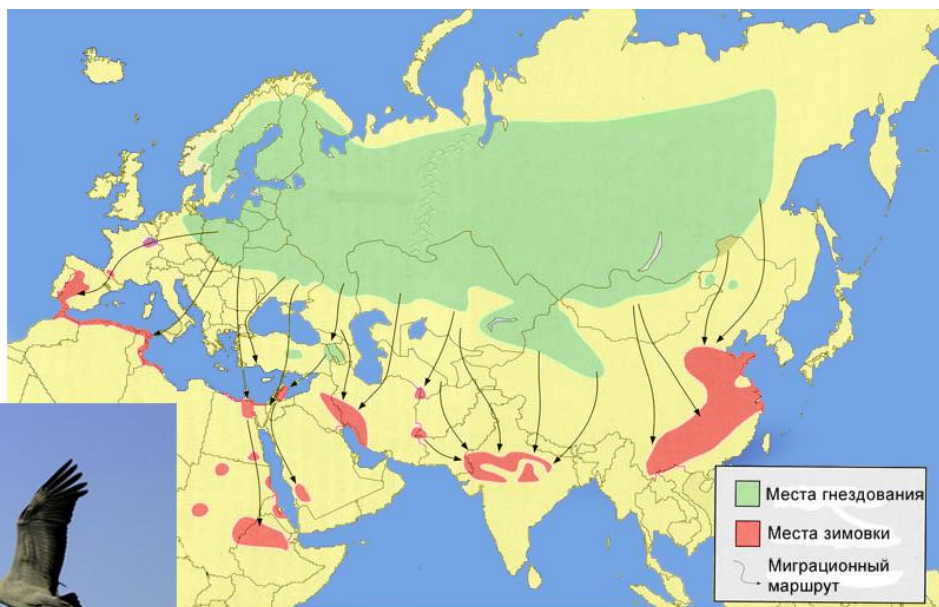 Места гнездования
Места зимовки
Миграционный
маршрут